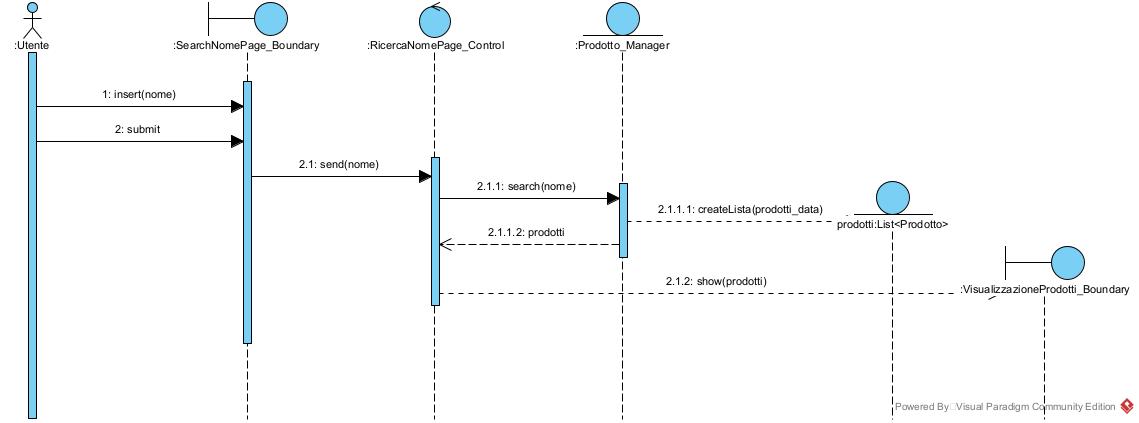 :Utente
:SearchNomePage_Boundary
:RicercaNomePage_Control
:Prodotto_Manager
1: insert(nome)
2: submit
2.1: send(nome)
2.1.1: search(nome)
2.1.1.1: createLista(prodotti_data)
prodotti:List<Prodotto>
2.1.1.2: prodotti
2.1.2: show(prodotti)
:VisualizzazioneProdotti_Boundary
Powered By Visual Paradigm Community Edition